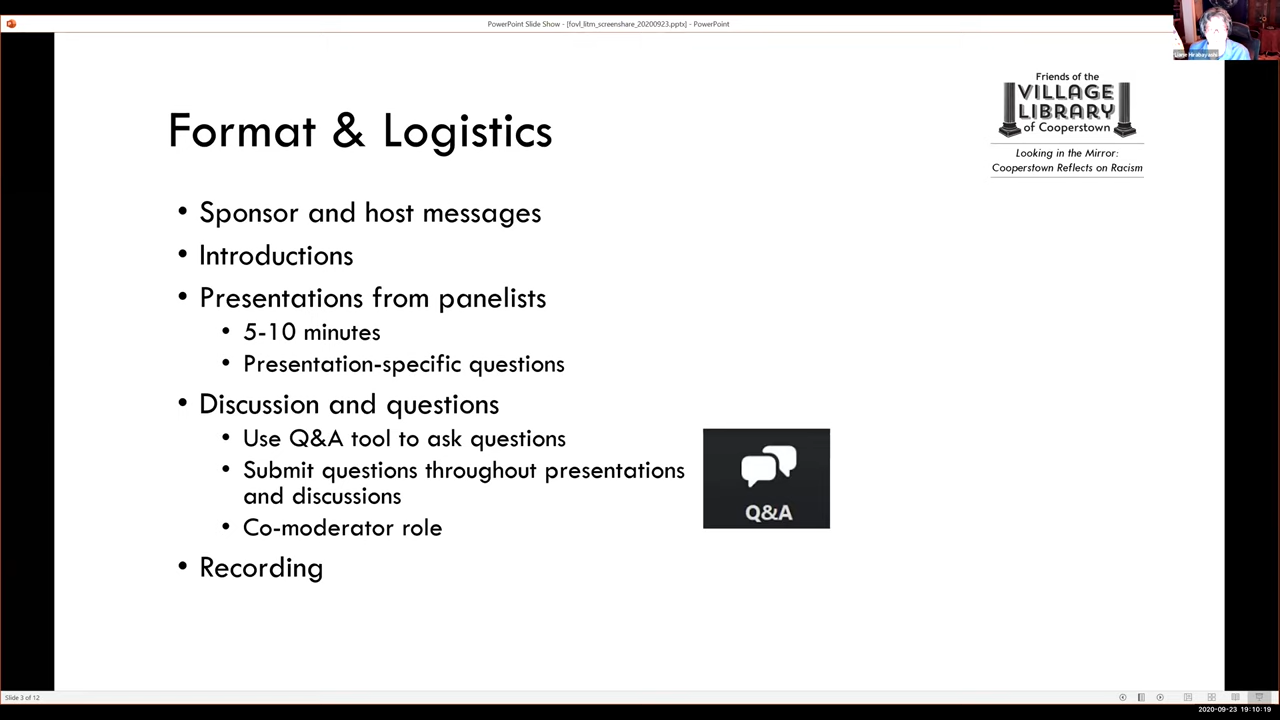 PowerPoint Slide Show - [fovl_litm_screenshare_20200923.pptx] - PowerPoint
Friends of the
VILLAGE
LIBRARY
of Cooperstown
Looking in the Mirror:
Cooperstown Reflects on Racism
Format & Logistics
• Sponsor and host messages
• Introductions
• Presentations from panelists
• 5-10 minutes
• Presentation-specific questions
• Discussion and questions
• Use Q&A tool to ask questions
• Submit questions throughout presentations
and discussions
• Co-moderator role
Q&A
• Recording
Slide 3 of 12
2020-09-23 19:10:19